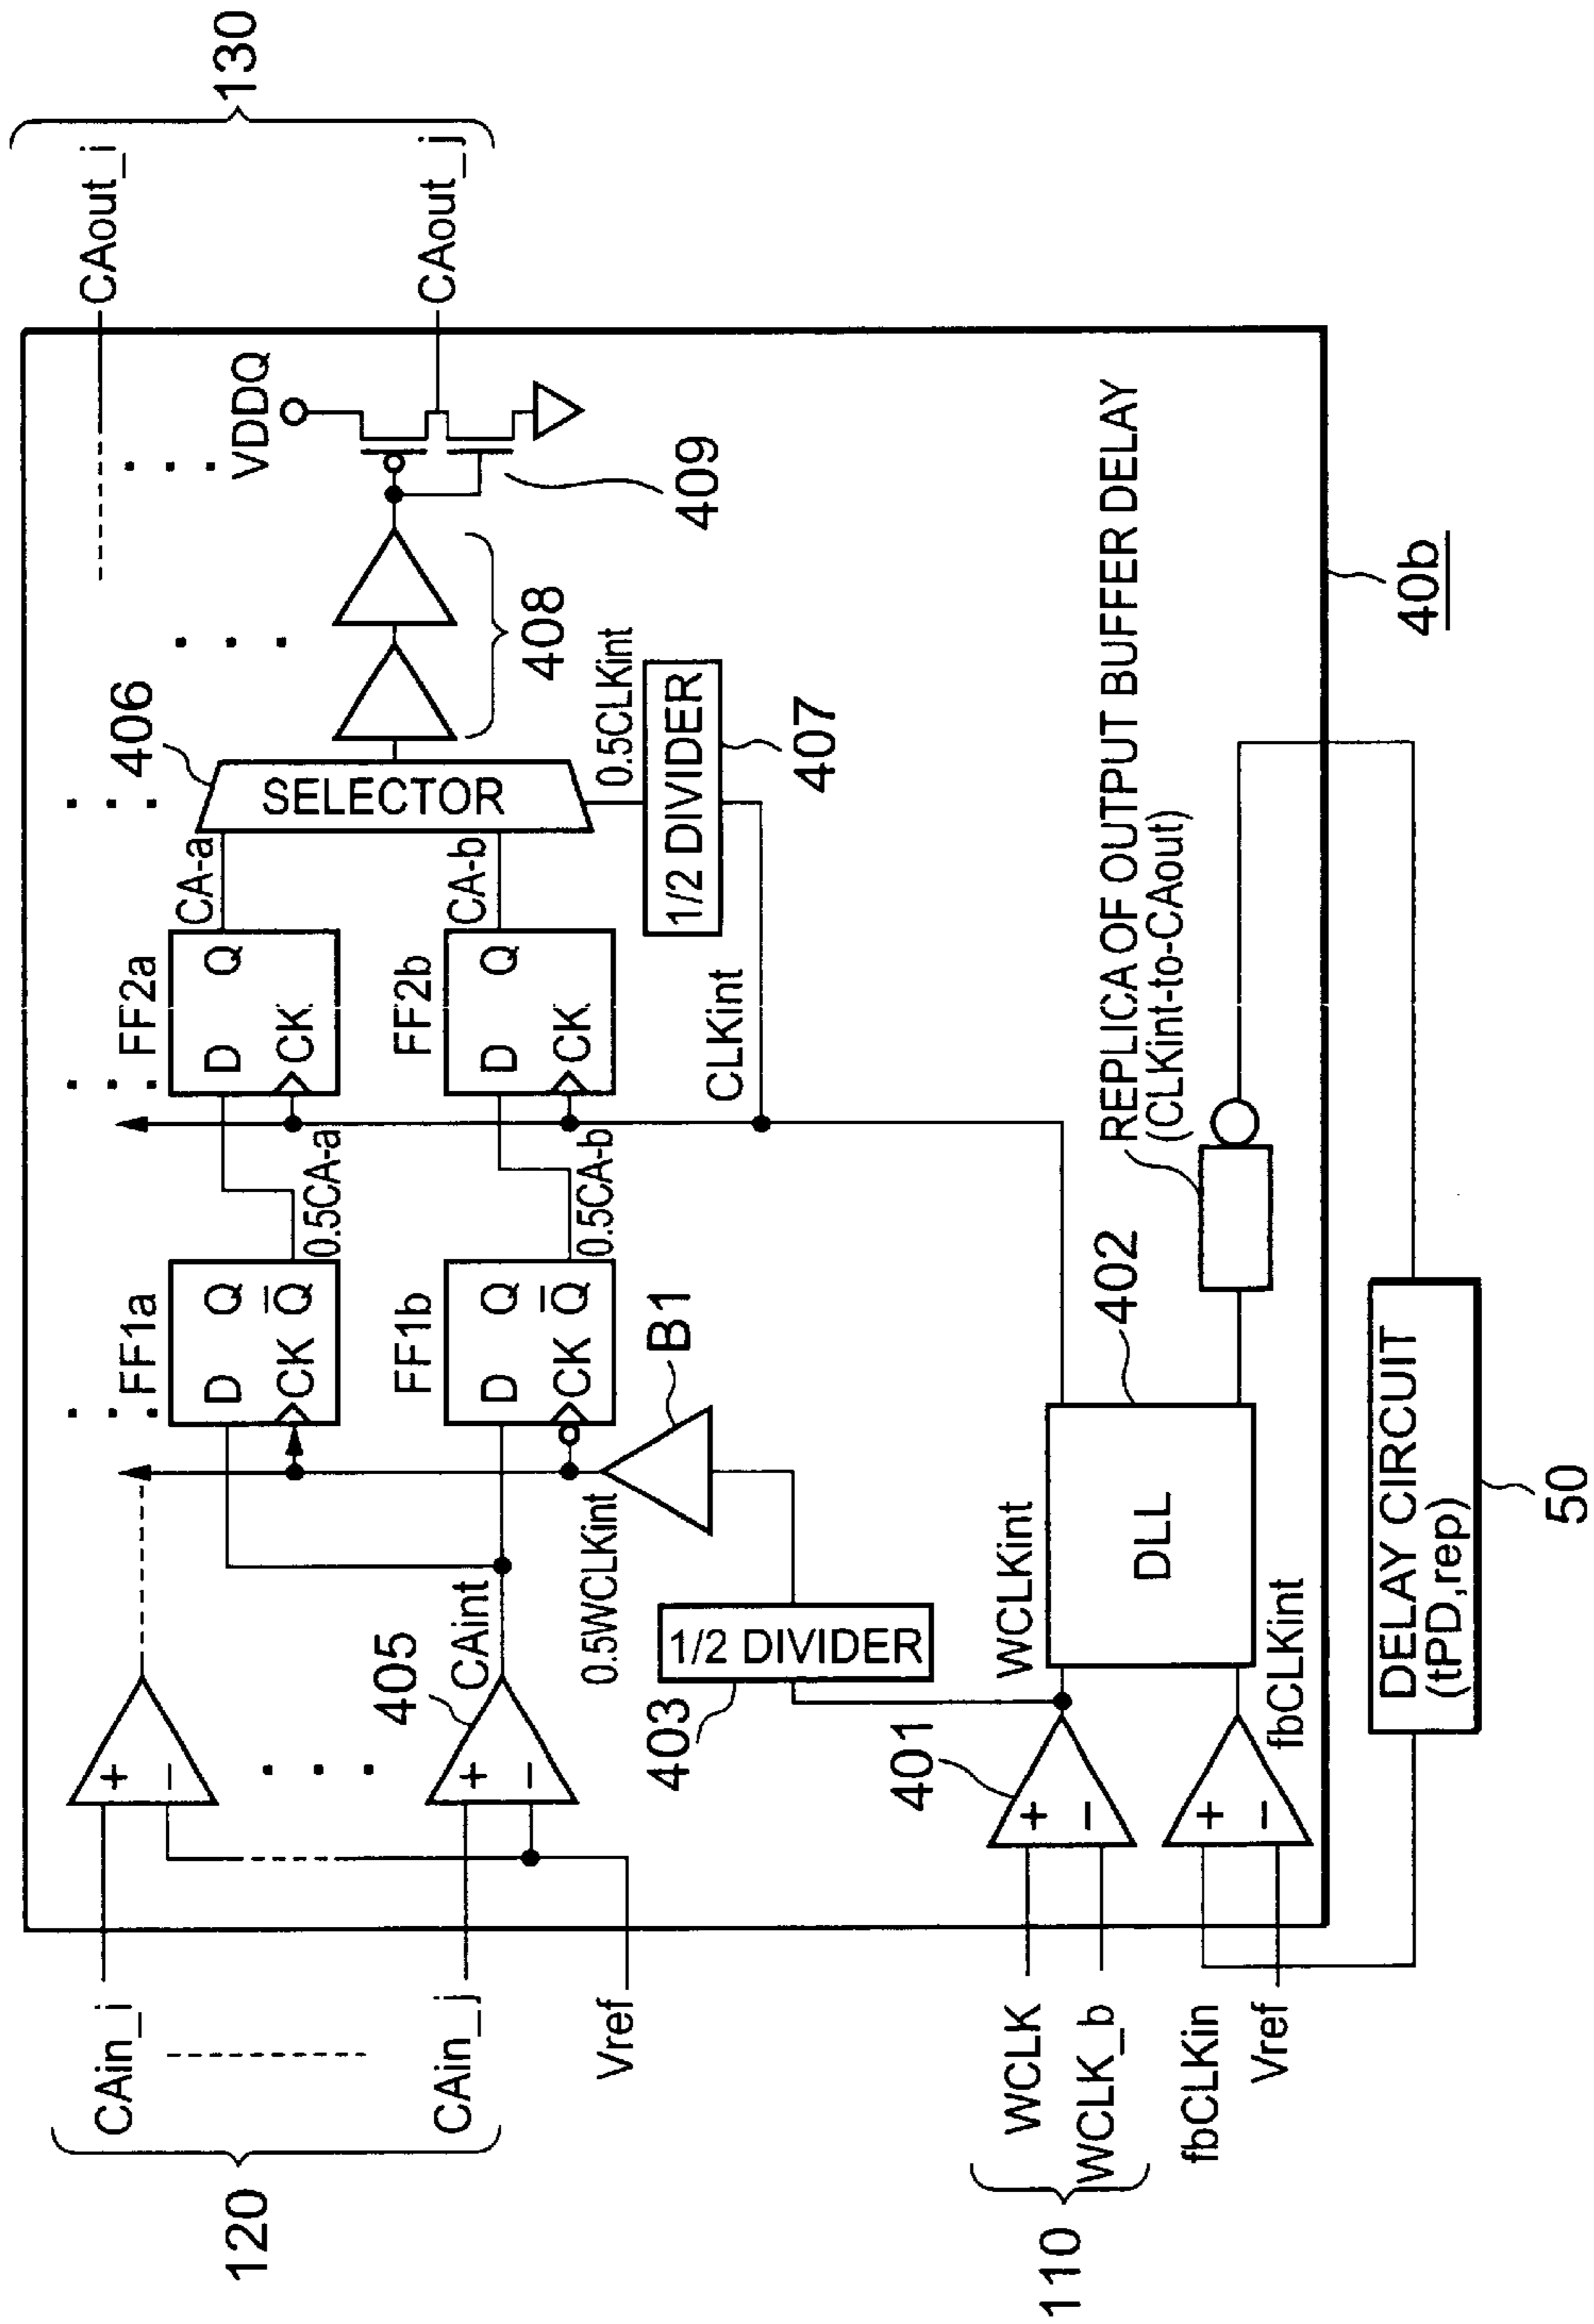 120
CAin_i
CAin_j
Vref
+
−
+
−
405
CAint
FF1a
D
Q
CK
Q̅
0.5CA-a
FF1b
D
Q
CK
Q̅
0.5CA-b
B1
0.5WCLKint
1/2 DIVIDER
403
FF2a
D
Q
CK
CA-a
FF2b
D
Q
CK
CA-b
CLKint
406
SELECTOR
0.5CLKint
1/2 DIVIDER
407
408
VDDQ
409
CAout_i
CAout_j
130
110
WCLK
WCLK_b
fbCLKin
Vref
401
+
−
+
−
WCLKint
fbCLKint
DLL
402
REPLICA OF OUTPUT BUFFER DELAY
(CLKint-to-CAout)
DELAY CIRCUIT
(tPD,rep)
50
40b